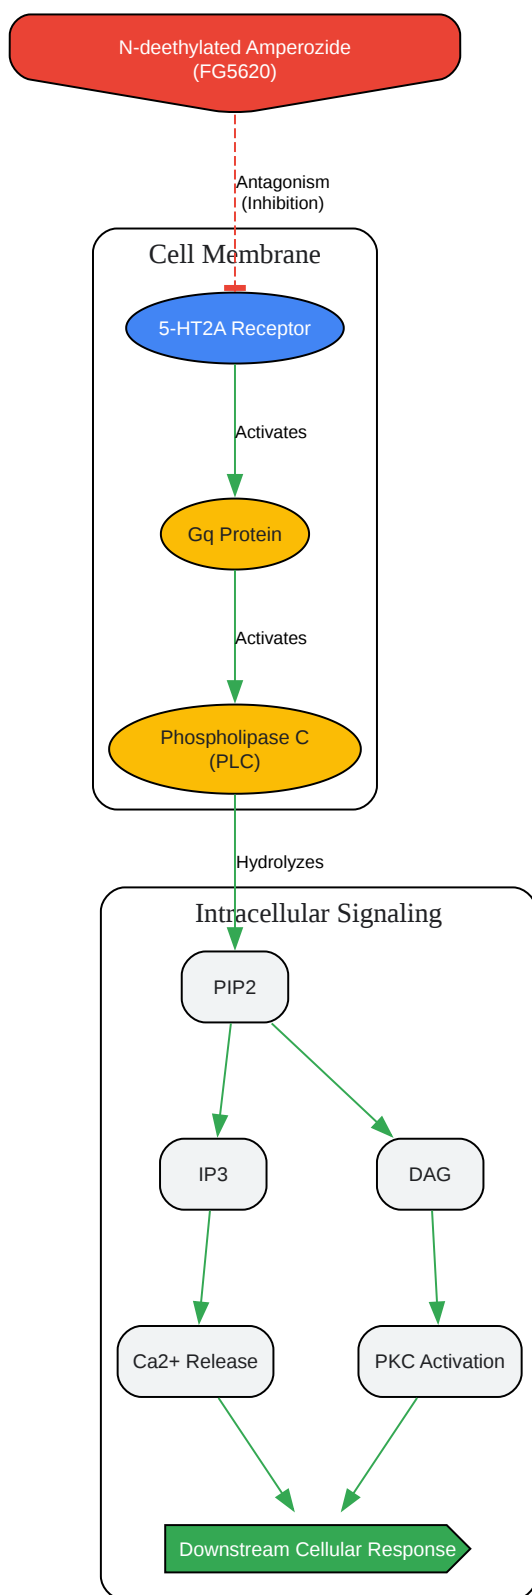 N-deethylated Amperozide
(FG5620)
Antagonism
(Inhibition)
Cell Membrane
5-HT2A Receptor
Activates
Gq Protein
Activates
Phospholipase C
(PLC)
Hydrolyzes
Intracellular Signaling
PIP2
IP3
DAG
Ca2+ Release
PKC Activation
Downstream Cellular Response